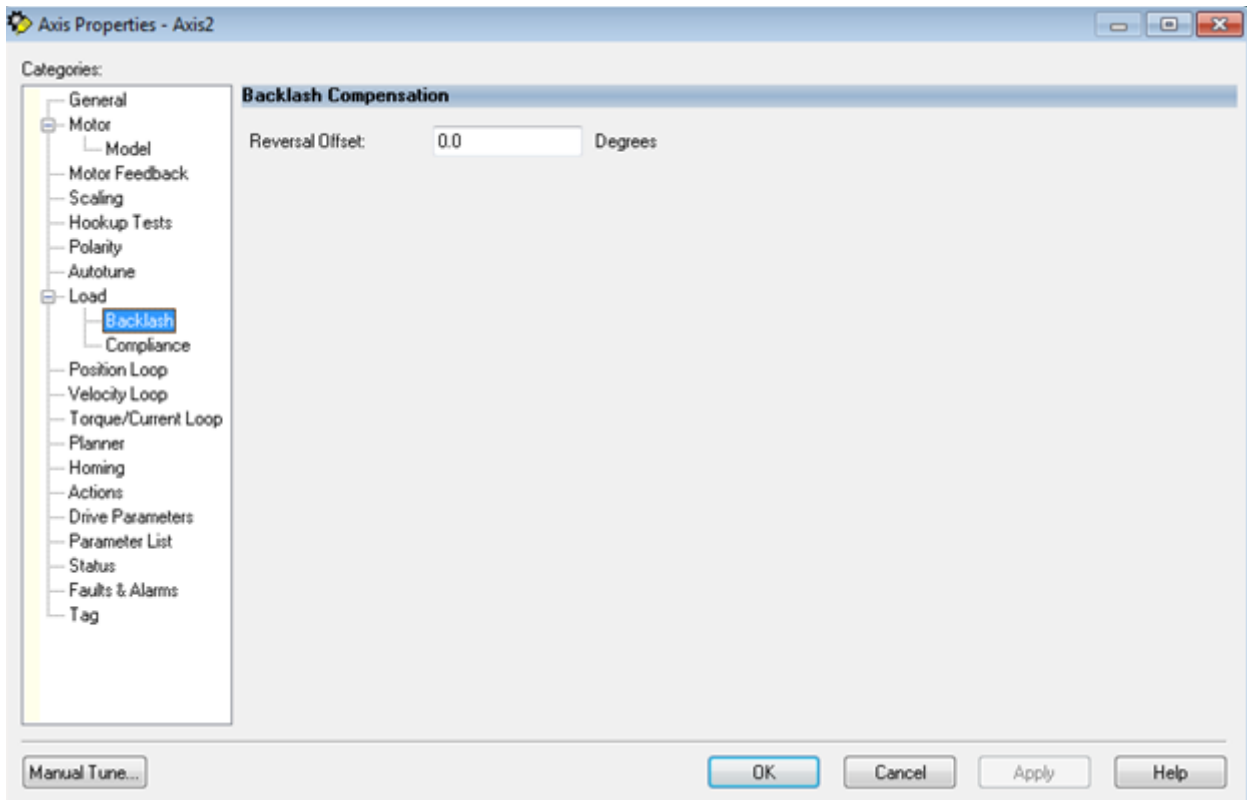 Axis Properties - Axis2
Categories:
General
Motor
Model
Motor Feedback
Scaling
Hookup Tests
Polarity
Autotune
Load
Backlash
Compliance
Position Loop
Velocity Loop
Torque/Current Loop
Planner
Homing
Actions
Drive Parameters
Parameter List
Status
Faults & Alarms
Tag
Backlash Compensation
Reversal Offset: 0.0 Degrees
Manual Tune... OK Cancel Apply Help